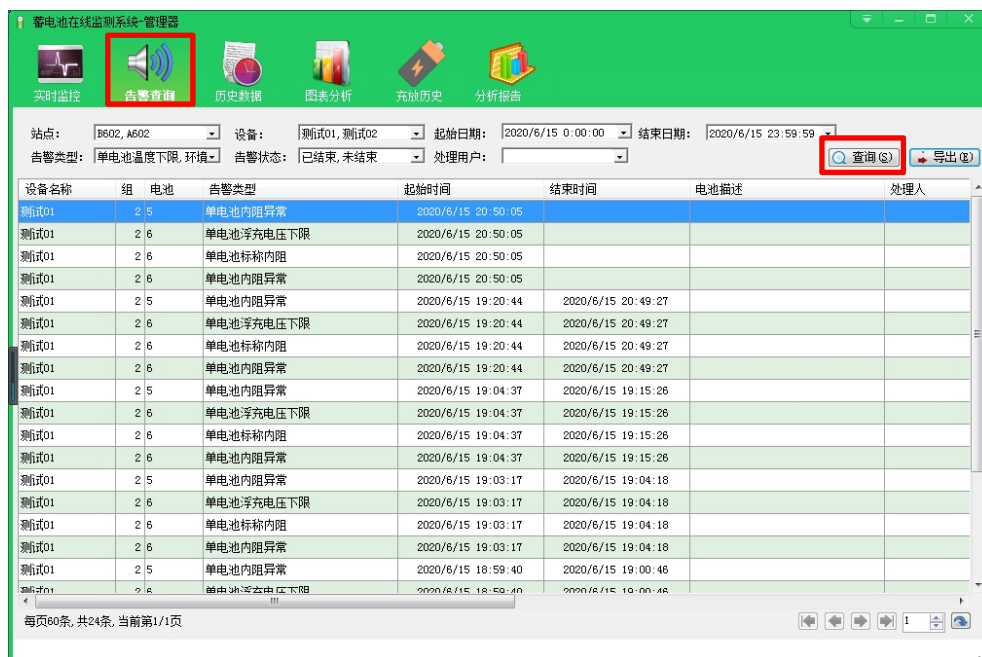 蓄电池在线监测系统-管理器
实时监控 告警查询 历史数据 图表分析 充放历史 分析报告
站点: B602, A602 设备: 测试01, 测试02 起始日期: 2020/6/15 0:00:00 结束日期: 2020/6/15 23:59:59
告警类型: 单电池温度下限, 环境 告警状态: 已结束, 未结束 处理用户: 查询(S) 导出(E)
设备名称 组 电池 告警类型 起始时间 结束时间 电池描述 处理人
测试01 2 5 单电池内阻异常 2020/6/15 20:50:05
测试01 2 6 单电池浮充电压下限 2020/6/15 20:50:05
测试01 2 6 单电池标称内阻 2020/6/15 20:50:05
测试01 2 6 单电池内阻异常 2020/6/15 20:50:05
测试01 2 5 单电池内阻异常 2020/6/15 19:20:44 2020/6/15 20:49:27
测试01 2 6 单电池浮充电压下限 2020/6/15 19:20:44 2020/6/15 20:49:27
测试01 2 6 单电池标称内阻 2020/6/15 19:20:44 2020/6/15 20:49:27
测试01 2 6 单电池内阻异常 2020/6/15 19:20:44 2020/6/15 20:49:27
测试01 2 5 单电池内阻异常 2020/6/15 19:04:37 2020/6/15 19:15:26
测试01 2 6 单电池浮充电压下限 2020/6/15 19:04:37 2020/6/15 19:15:26
测试01 2 6 单电池标称内阻 2020/6/15 19:04:37 2020/6/15 19:15:26
测试01 2 6 单电池内阻异常 2020/6/15 19:04:37 2020/6/15 19:15:26
测试01 2 5 单电池内阻异常 2020/6/15 19:03:17 2020/6/15 19:04:18
测试01 2 6 单电池浮充电压下限 2020/6/15 19:03:17 2020/6/15 19:04:18
测试01 2 6 单电池标称内阻 2020/6/15 19:03:17 2020/6/15 19:04:18
测试01 2 6 单电池内阻异常 2020/6/15 19:03:17 2020/6/15 19:04:18
测试01 2 5 单电池内阻异常 2020/6/15 18:59:40 2020/6/15 19:00:46
测试01 2 6 单电池浮充电压下限 2020/6/15 18:59:40 2020/6/15 19:00:46
每页60条, 共24条, 当前第1/1页 1